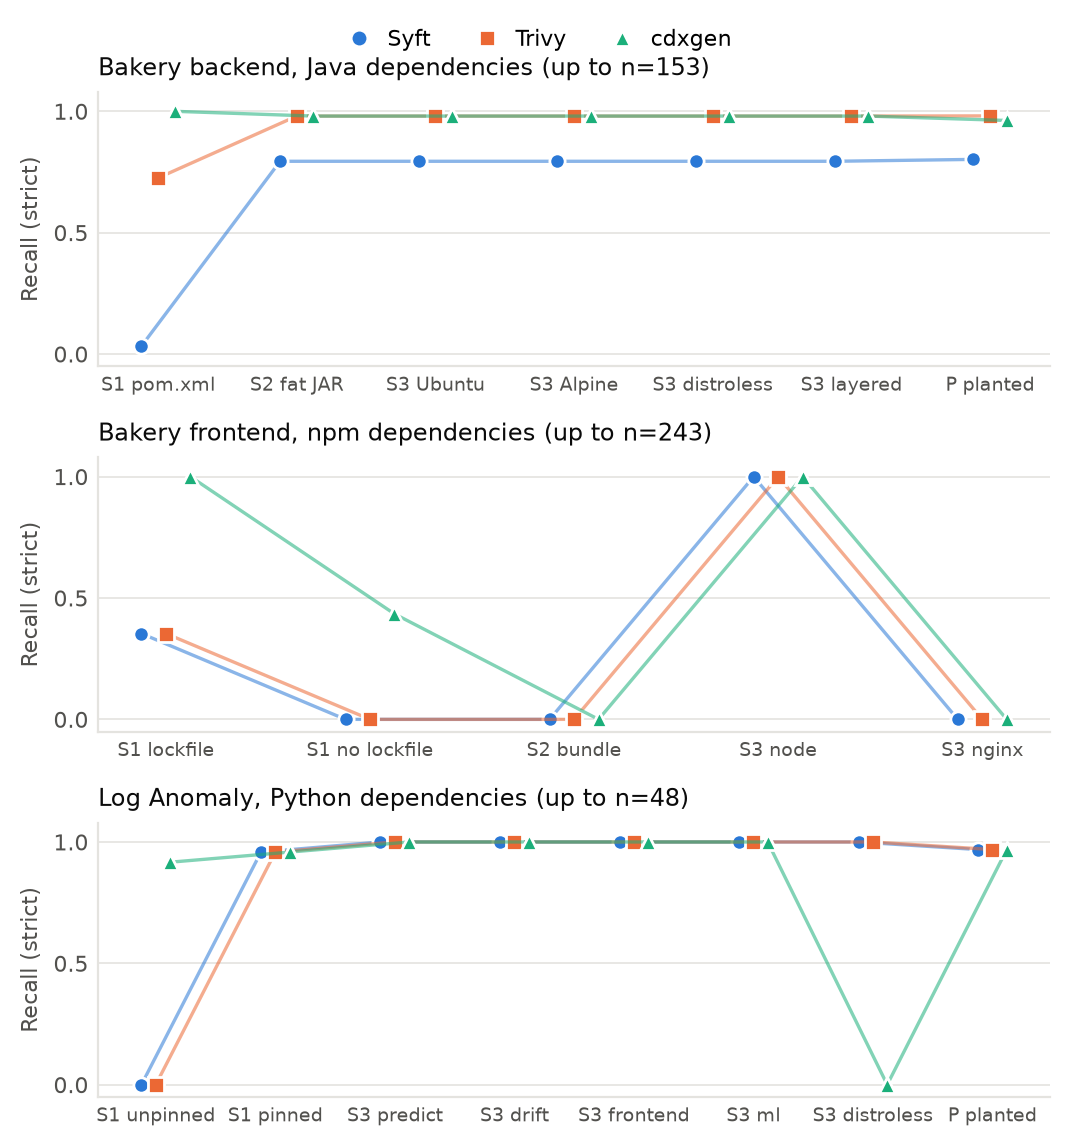 Syft Trivy cdxgen
Bakery backend, Java dependencies (up to n=153)
Recall (strict)
1.0
0.5
0.0
S1 pom.xml S2 fat JAR S3 Ubuntu S3 Alpine S3 distroless S3 layered P planted
Bakery frontend, npm dependencies (up to n=243)
Recall (strict)
1.0
0.5
0.0
S1 lockfile S1 no lockfile S2 bundle S3 node S3 nginx
Log Anomaly, Python dependencies (up to n=48)
Recall (strict)
1.0
0.5
0.0
S1 unpinned S1 pinned S3 predict S3 drift S3 frontend S3 ml S3 distroless P planted